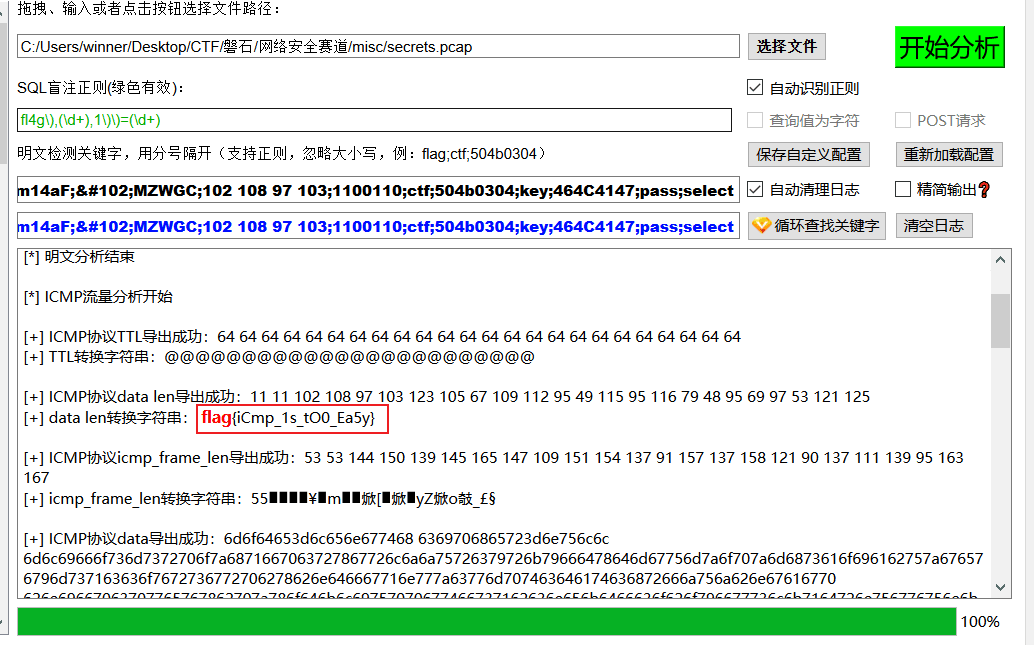 拖拽、输入或者点击按钮选择文件路径：
C:/Users/winner/Desktop/CTF/磐石/网络安全赛道/misc/secrets.pcap
选择文件
开始分析
SQL盲注正则(绿色有效)：
自动识别正则
fl4g\),(\d+),1\)\)=(\d+)
查询值为字符
POST请求
明文检测关键字，用分号隔开（支持正则，忽略大小写，例：flag;ctf;504b0304）
保存自定义配置
重新加载配置
m14aF;&#102;MZWGC;102 108 97 103;1100110;ctf;504b0304;key;464C4147;pass;select
自动清理日志
精简输出?
m14aF;&#102;MZWGC;102 108 97 103;1100110;ctf;504b0304;key;464C4147;pass;select
循环查找关键字
清空日志
[*] 明文分析结束
[*] ICMP流量分析开始
[+] ICMP协议TTL导出成功：64 64 64 64 64 64 64 64 64 64 64 64 64 64 64 64 64 64 64 64 64 64 64 64
[+] TTL转换字符串：@@@@@@@@@@@@@@@@@@@@@@@@
[+] ICMP协议data len导出成功：11 11 102 108 97 103 123 105 67 109 112 95 49 115 95 116 79 48 95 69 97 53 121 125
[+] data len转换字符串：flag{iCmp_1s_tO0_Ea5y}
[+] ICMP协议icmp_frame_len导出成功：53 53 144 150 139 145 165 147 109 151 154 137 91 157 137 158 121 90 137 111 139 95 163
167
[+] icmp_frame_len转换字符串：
[+] ICMP协议data导出成功：
100%